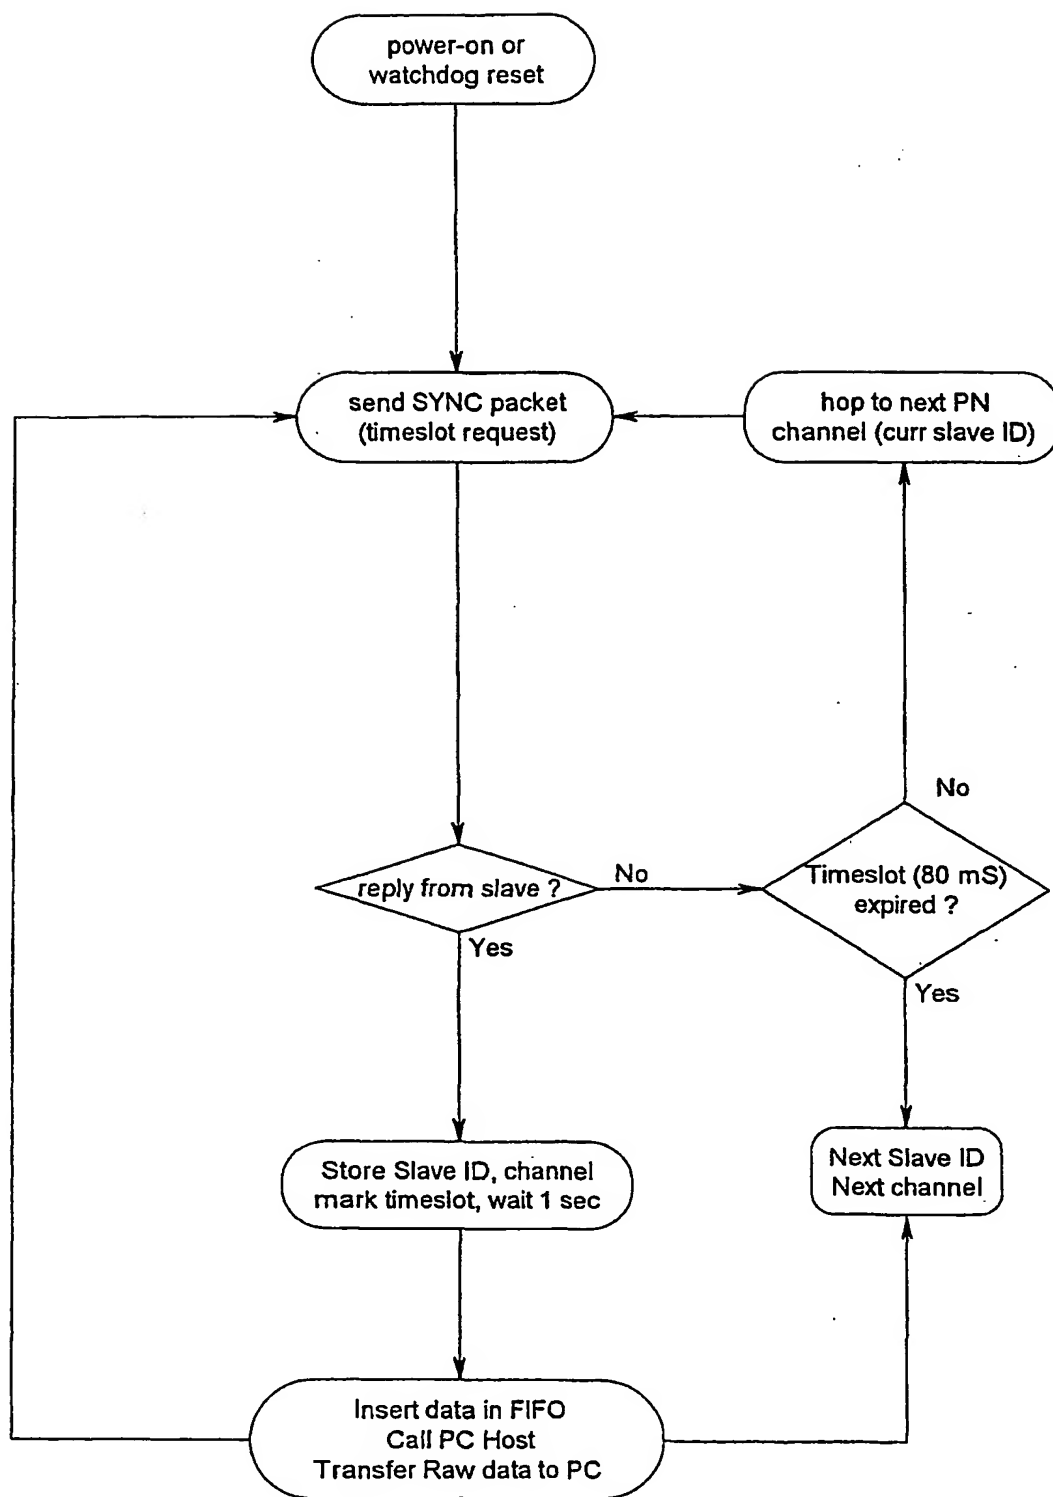 power-on or
watchdog reset
send SYNC packet
(timeslot request)
hop to next PN
channel (curr slave ID)
No
reply from slave ?
No
Timeslot (80 mS)
expired ?
Yes
Yes
Store Slave ID, channel
mark timeslot, wait 1 sec
Next Slave ID
Next channel
Insert data in FIFO
Call PC Host
Transfer Raw data to PC